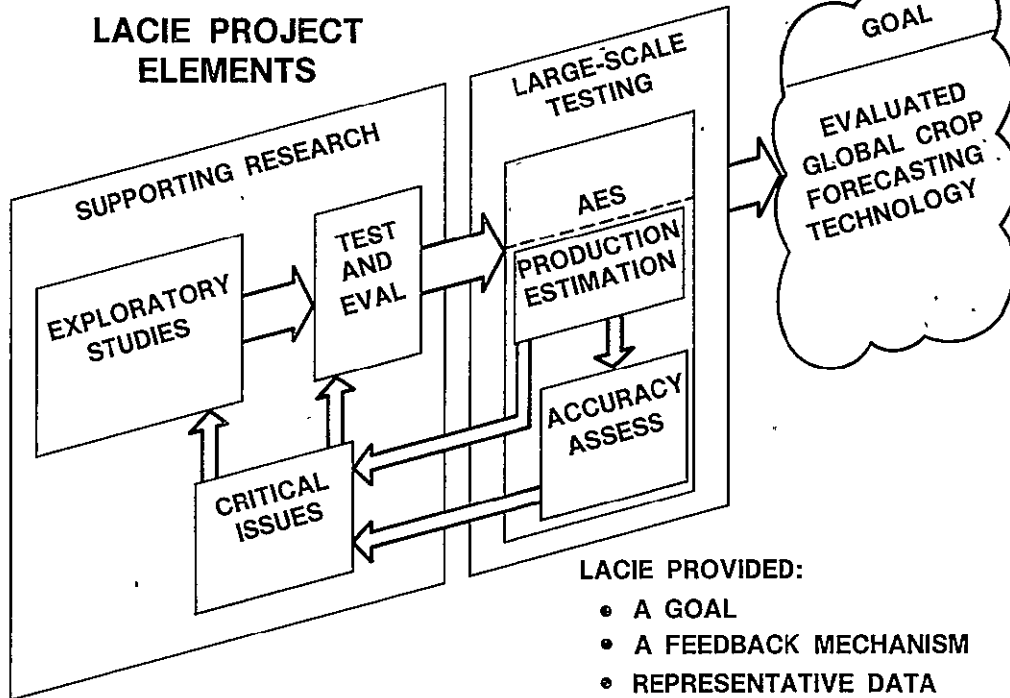 LACIE PROJECT
ELEMENTS
SUPPORTING RESEARCH
EXPLORATORY
STUDIES
TEST
AND
EVAL
CRITICAL
ISSUES
LARGE-SCALE
TESTING
AES
PRODUCTION
ESTIMATION
ACCURACY
ASSESS
GOAL
EVALUATED
GLOBAL CROP
FORECASTING
TECHNOLOGY
LACIE PROVIDED:
• A GOAL
• A FEEDBACK MECHANISM
• REPRESENTATIVE DATA